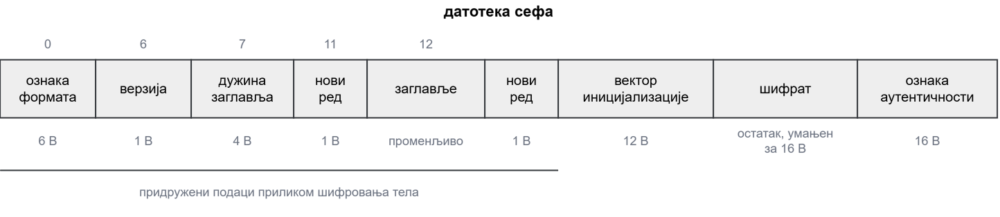 датотека сефа
0 6 7 11 12
ознака формата
верзија
дужина заглавља
нови ред
заглавље
нови ред
вектор иницијализације
шифрат
ознака аутентичности
6 B 1 B 4 B 1 B променљиво 1 B 12 B остатак, умањен за 16 B 16 B
придружени подаци приликом шифровања тела